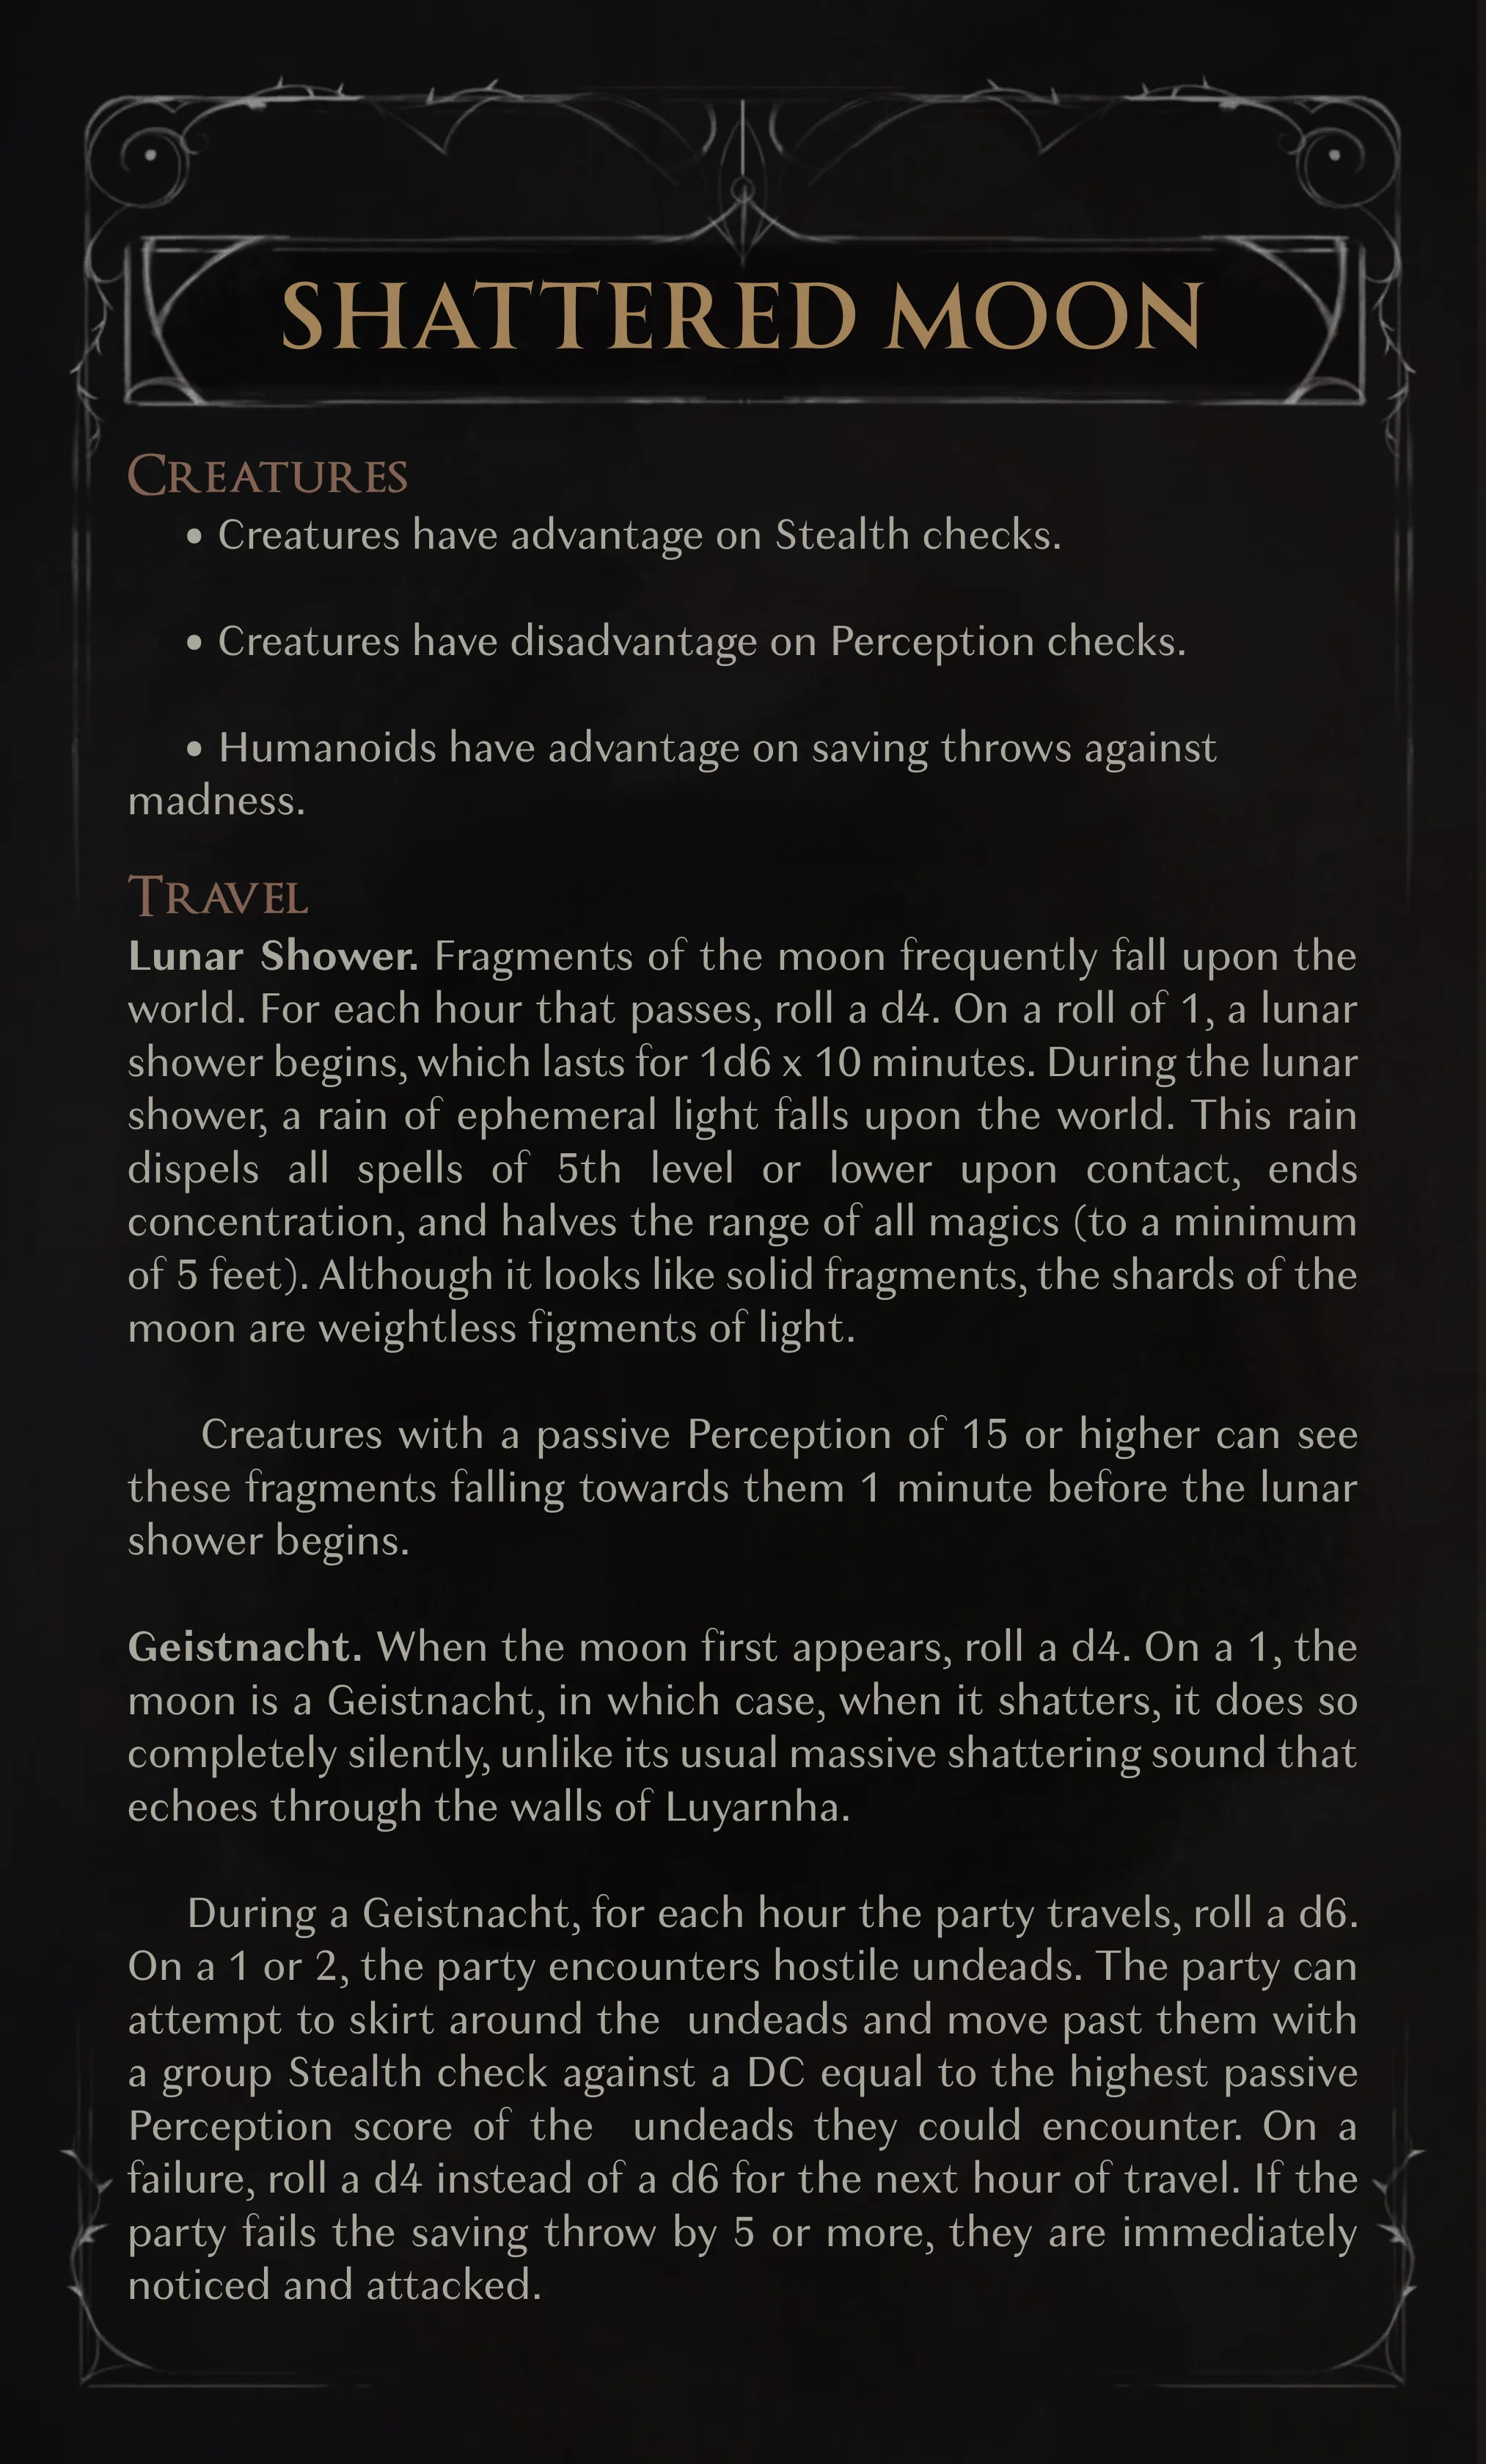 SHATTERED MOON
CREATURES
• Creatures have advantage on Stealth checks.
• Creatures have disadvantage on Perception checks.
• Humanoids have advantage on saving throws against
madness.
TRAVEL
Lunar Shower. Fragments of the moon frequently fall upon the
world. For each hour that passes, roll a d4. On a roll of 1, a lunar
shower begins, which lasts for 1d6 x 10 minutes. During the lunar
shower, a rain of ephemeral light falls upon the world. This rain
dispels all spells of 5th level or lower upon contact, ends
concentration, and halves the range of all magics (to a minimum
of 5 feet). Although it looks like solid fragments, the shards of the
moon are weightless figments of light.
Creatures with a passive Perception of 15 or higher can see
these fragments falling towards them 1 minute before the lunar
shower begins.
Geistnacht. When the moon first appears, roll a d4. On a 1, the
moon is a Geistnacht, in which case, when it shatters, it does so
completely silently, unlike its usual massive shattering sound that
echoes through the walls of Luyarnha.
During a Geistnacht, for each hour the party travels, roll a d6.
On a 1 or 2, the party encounters hostile undeads. The party can
attempt to skirt around the undeads and move past them with
a group Stealth check against a DC equal to the highest passive
Perception score of the undeads they could encounter. On a
failure, roll a d4 instead of a d6 for the next hour of travel. If the
party fails the saving throw by 5 or more, they are immediately
noticed and attacked.